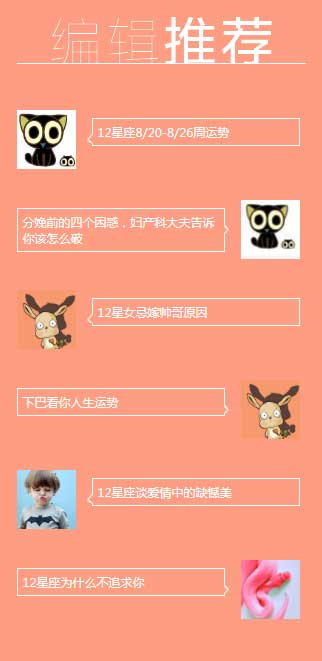 编辑推荐
12星座8/20-8/26周运势
分娩前的四个困惑，妇产科大夫告诉
你该怎么破
12星女忌嫁帅哥原因
下巴看你人生运势
12星座谈爱情中的缺憾美
12星座为什么不追求你